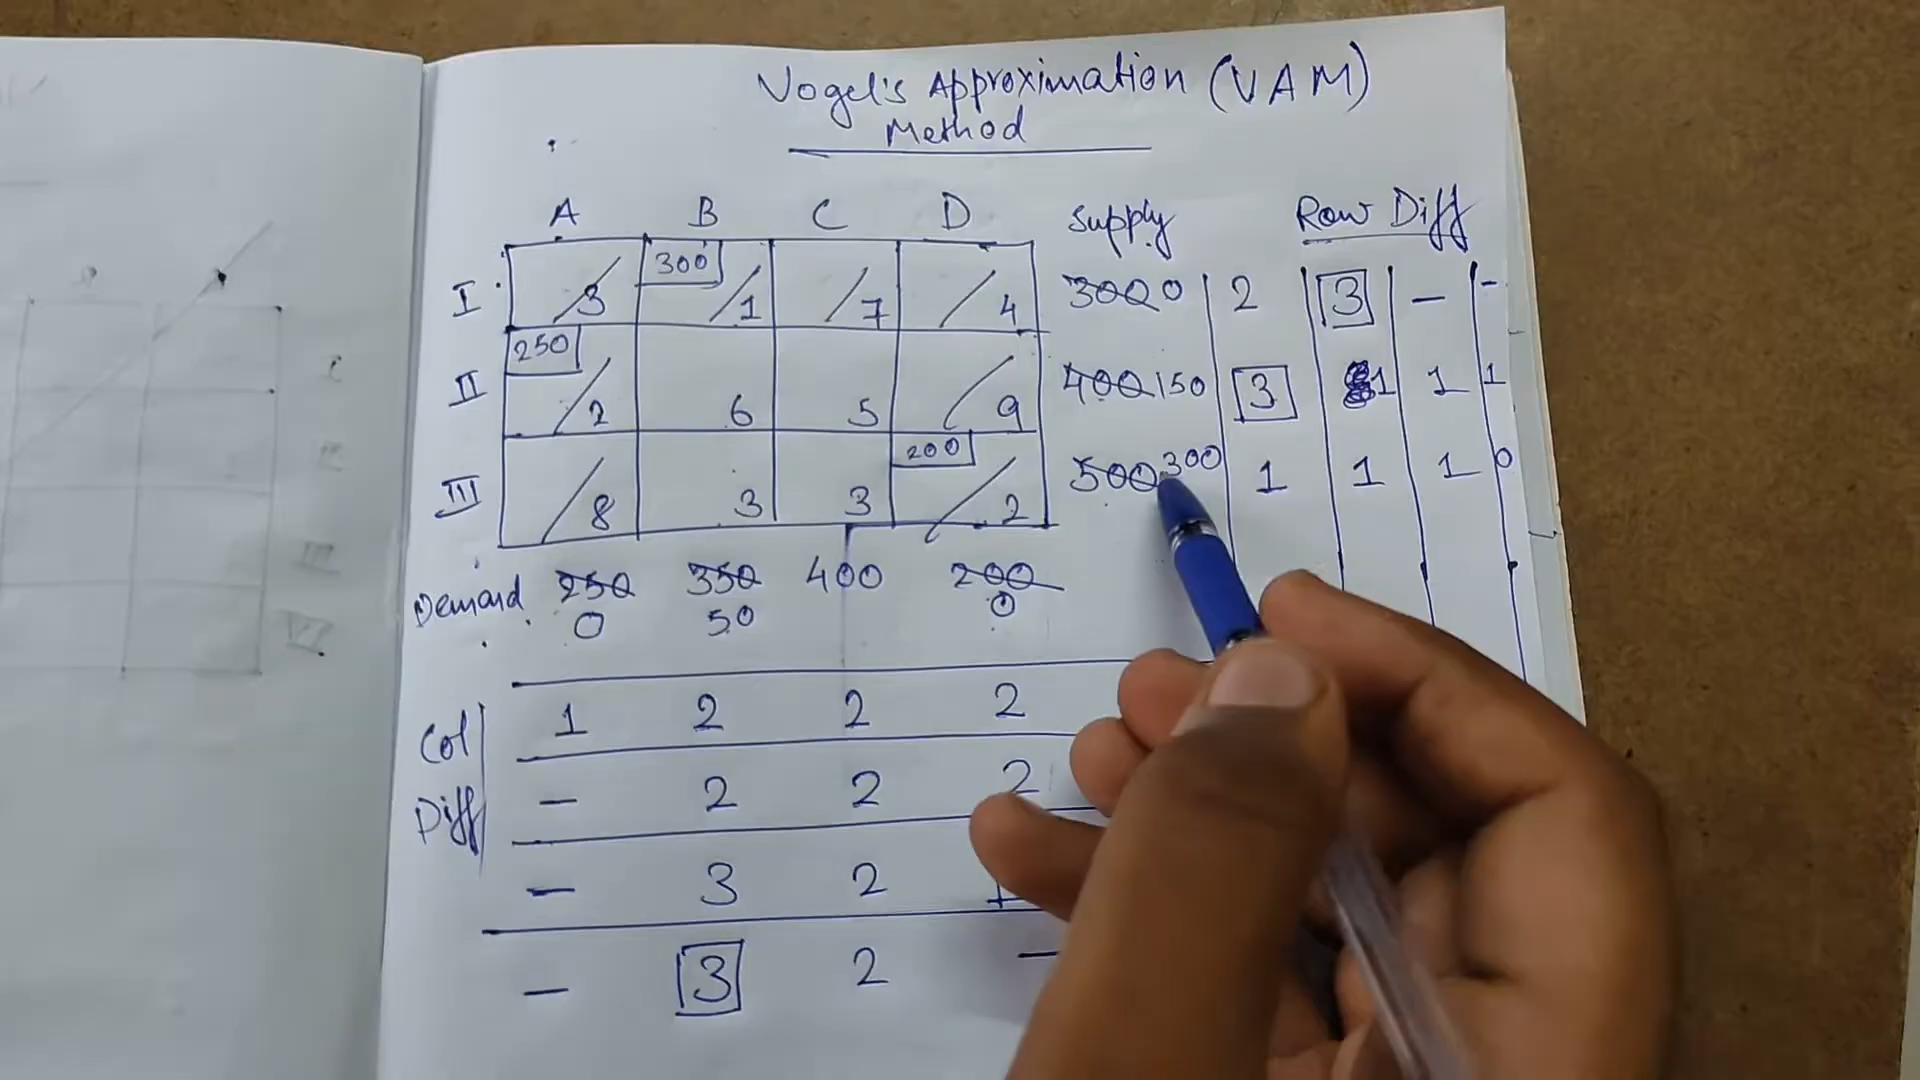 Vogel's Approximation (VAM)
Method
A B C D Supply Row Diff
I 3 300 1 7 4 300 0 2 3 - -
II 250 2 6 5 9 400 150 3 1 1 1
III 8 3 3 200 2 500 300 1 1 1 0
Demand 250 350 400 200
0 50 0
Col Diff
1 2 2 2
- 2 2 2
- 3 2
- 3 2 -